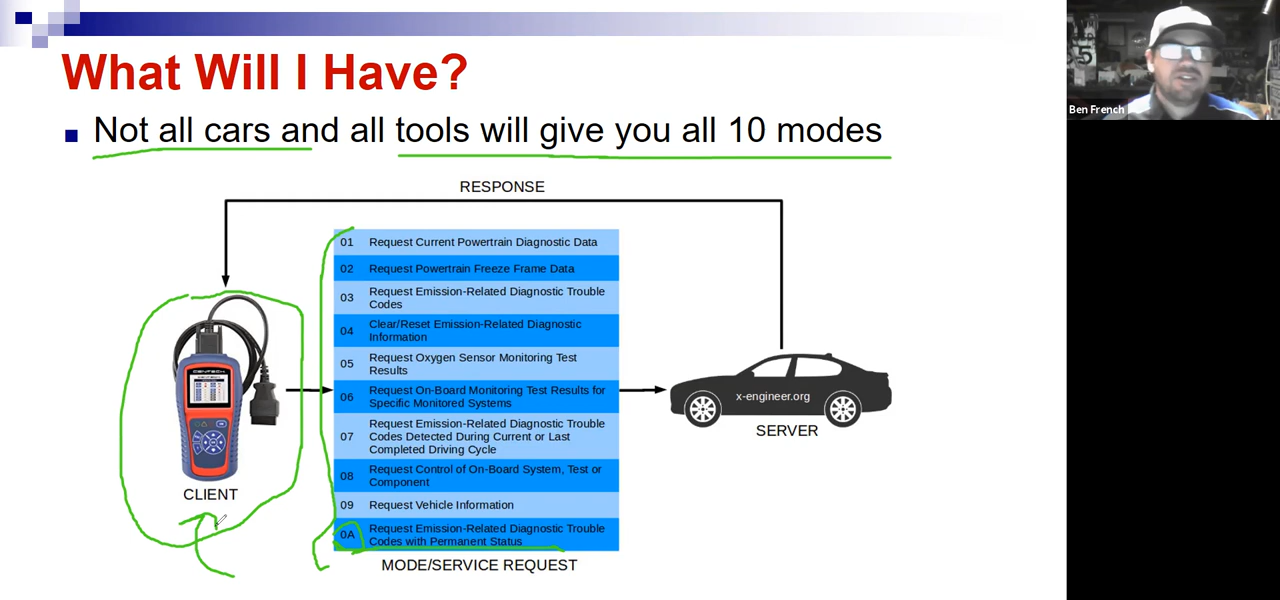 What Will I Have?
Not all cars and all tools will give you all 10 modes
Ben French
RESPONSE
01 Request Current Powertrain Diagnostic Data
02 Request Powertrain Freeze Frame Data
03 Request Emission-Related Diagnostic Trouble
Codes
04 Clear/Reset Emission-Related Diagnostic
Information
05 Request Oxygen Sensor Monitoring Test
Results
06 Request On-Board Monitoring Test Results for
Specific Monitored Systems
07 Request Emission-Related Diagnostic Trouble
Codes Detected During Current or Last
Completed Driving Cycle
08 Request Control of On-Board System, Test or
Component
09 Request Vehicle Information
0A Request Emission-Related Diagnostic Trouble
Codes with Permanent Status
CLIENT
x-engineer.org
SERVER
MODE/SERVICE REQUEST